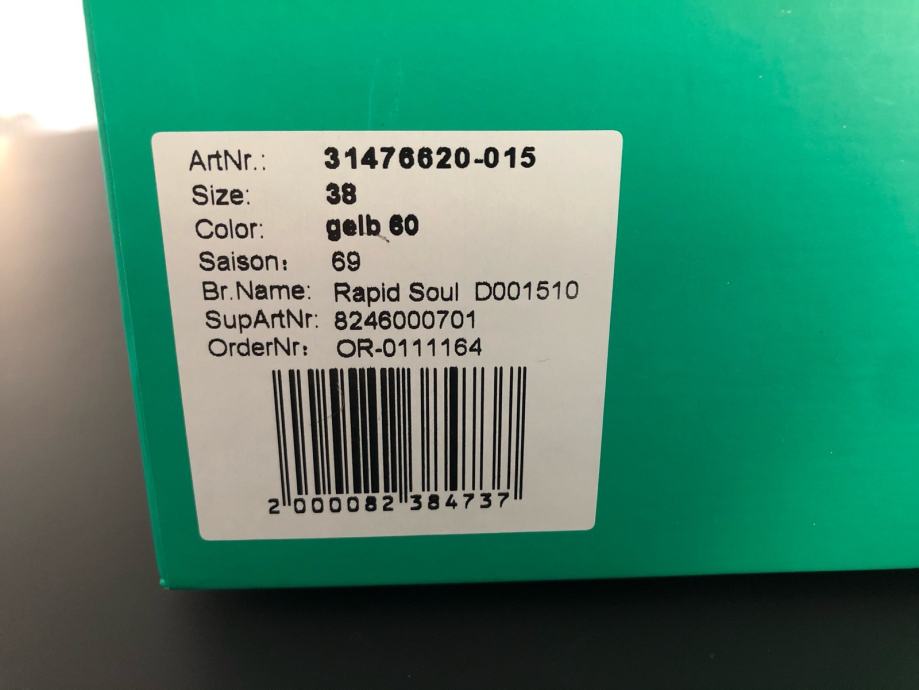 ArtNr.: 31476620-015
Size: 38
Color: gelb 60
Saison: 69
Br.Name: Rapid Soul D001510
SupArtNr: 8246000701
OrderNr: OR-0111164
2 000082 384737